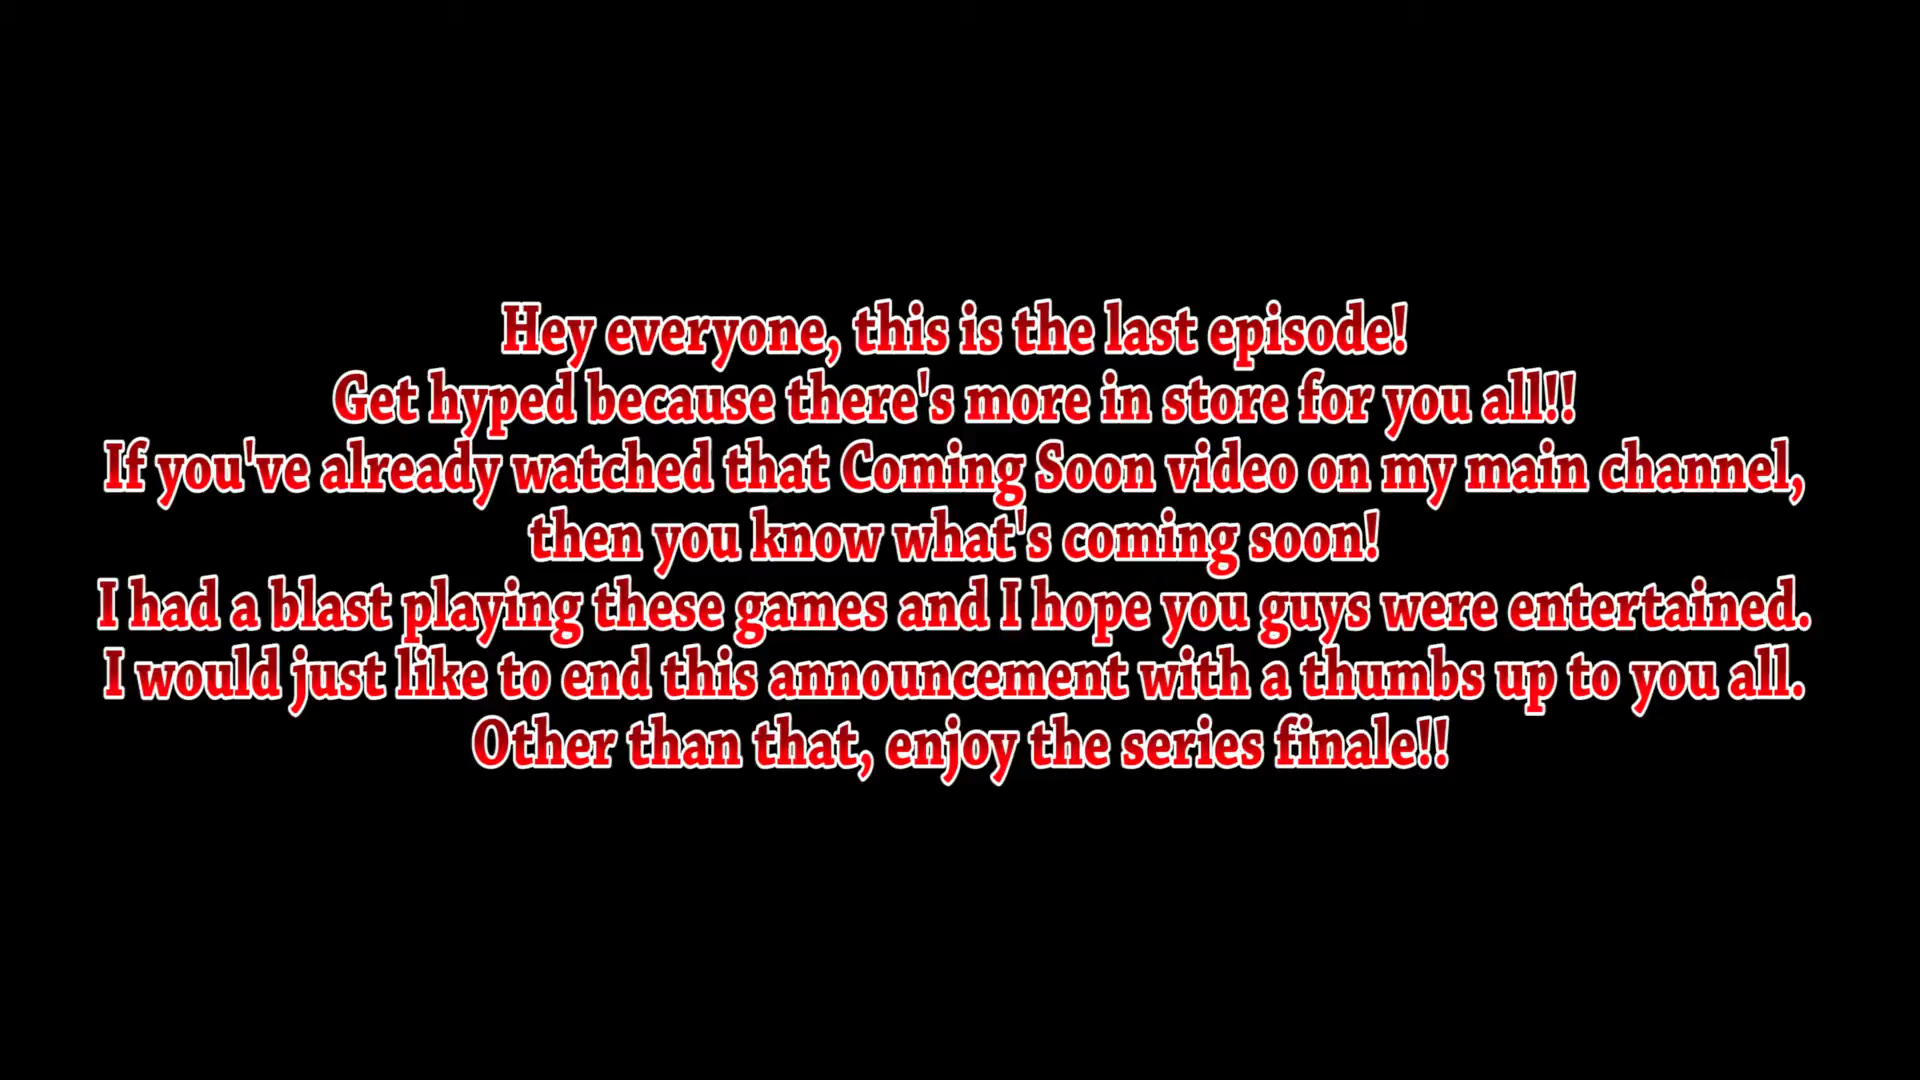 Hey everyone, this is the last episode!
Get hyped because there's more in store for you all!!
If you've already watched that Coming Soon video on my main channel,
then you know what's coming soon!
I had a blast playing these games and I hope you guys were entertained.
I would just like to end this announcement with a thumbs up to you all.
Other than that, enjoy the series finale!!